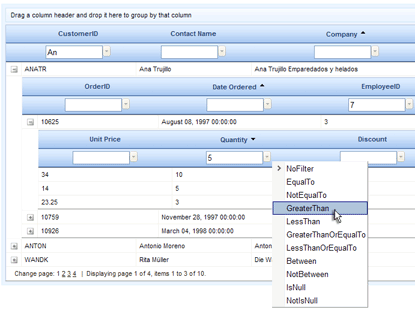 Drag a column header and drop it here to group by that column
CustomerID Contact Name Company
An
ANATR Ana Trujillo Ana Trujillo Emparedados y helados
OrderID Date Ordered EmployeeID
7
10625 August 08, 1997 00:00:00 3
Unit Price Quantity Discount
5
34 10
14 5
23.25 3
10759 November 28, 1997 00:00:00
10926 March 04, 1998 00:00:00
ANTON Antonio Moreno Anton
WANDK Rita Müller Die W
Change page: 1 2 3 4 | Displaying page 1 of 4, items 1 to 3 of 10.
NoFilter
EqualTo
NotEqualTo
GreaterThan
LessThan
GreaterThanOrEqualTo
LessThanOrEqualTo
Between
NotBetween
IsNull
NotIsNull